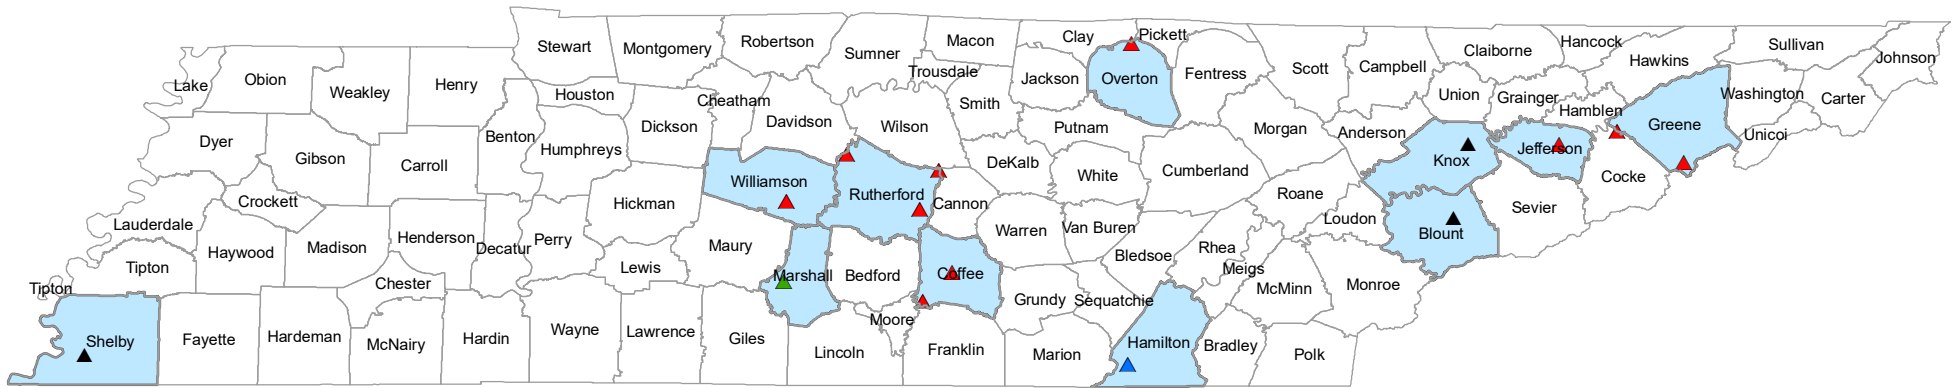 Stewart
Montgomery
Robertson
Sumner
Macon
Trousdale
Clay
Pickett
Jackson
Overton
Fentress
Scott
Campbell
Claiborne
Hancock
Hawkins
Sullivan
Johnson
Lake
Obion
Weakley
Henry
Houston
Cheatham
Davidson
Wilson
Smith
Putnam
Morgan
Anderson
Union
Grainger
Hamblen
Greene
Washington
Carter
Unicoi
Dyer
Gibson
Carroll
Benton
Humphreys
Dickson
Williamson
Rutherford
Cannon
DeKalb
White
Cumberland
Roane
Knox
Jefferson
Cocke
Sevier
Crockett
Lauderdale
Haywood
Madison
Henderson
Decatur
Perry
Hickman
Maury
Warren
Van Buren
Bledsoe
Rhea
Meigs
Loudon
Blount
Tipton
Tipton
Chester
Lewis
Marshall
Bedford
Coffee
Grundy
Sequatchie
McMinn
Monroe
Shelby
Fayette
Hardeman
McNairy
Hardin
Wayne
Lawrence
Giles
Moore
Lincoln
Franklin
Marion
Hamilton
Bradley
Polk